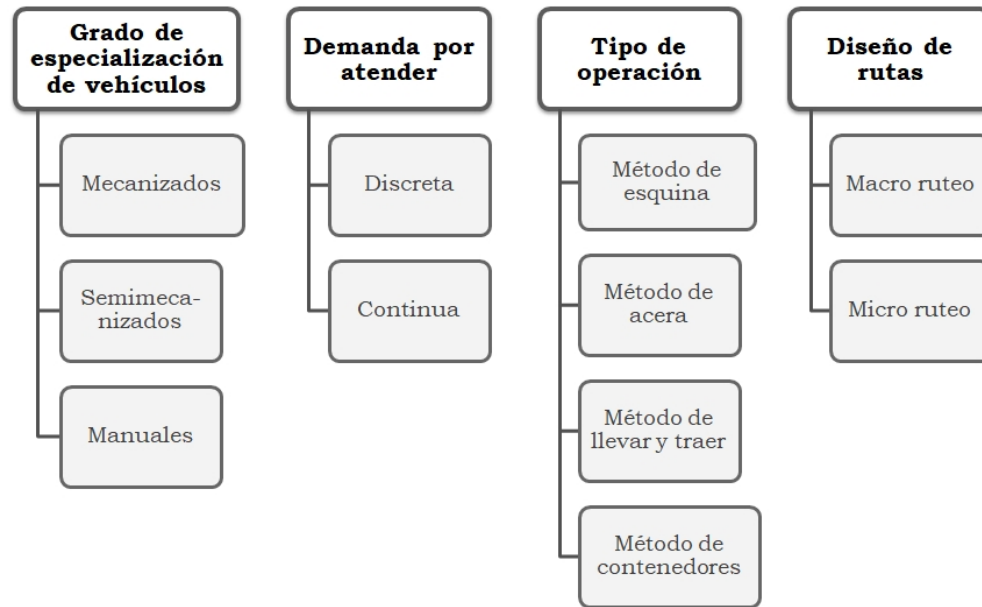 Grado de
especialización
de vehículos
Mecanizados
Semimeca-
nizados
Manuales
Demanda por
atender
Discreta
Continua
Tipo de
operación
Método de
esquina
Método de
acera
Método de
llevar y traer
Método de
contenedores
Diseño de
rutas
Macro ruteo
Micro ruteo